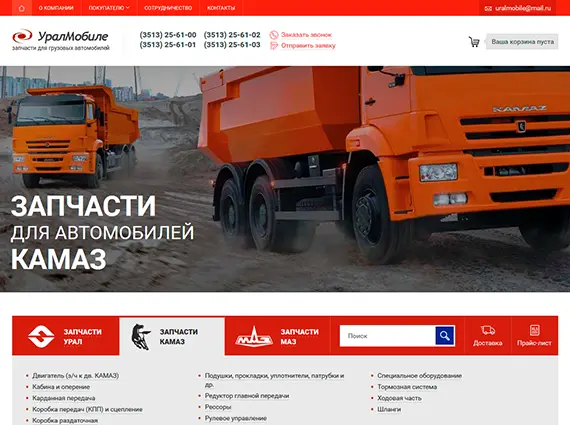 О КОМПАНИИ ПОКУПАТЕЛЮ СОТРУДНИЧЕСТВО КОНТАКТЫ uralmobile@mail.ru
УралМобиле
запчасти для грузовых автомобилей
(3513) 25-61-00 (3513) 25-61-02
(3513) 25-61-01 (3513) 25-61-03
Заказать звонок
Отправить заявку
Ваша корзина пуста
KAMAZ
ЗАПЧАСТИ
ДЛЯ АВТОМОБИЛЕЙ
КАМАЗ
ЗАПЧАСТИ
УРАЛ
ЗАПЧАСТИ
КАМАЗ
МАЗ
ЗАПЧАСТИ
МАЗ
Поиск
Доставка
Прайс-лист
Двигатель (з/ч к дв. КАМАЗ)
Кабина и оперение
Карданная передача
Коробка передач (КПП) и сцепление
Коробка раздаточная
Подушки, прокладки, уплотнители, патрубки и
др.
Редуктор главной передачи
Рессоры
Рулевое управление
Специальное оборудование
Тормозная система
Ходовая часть
Шланги